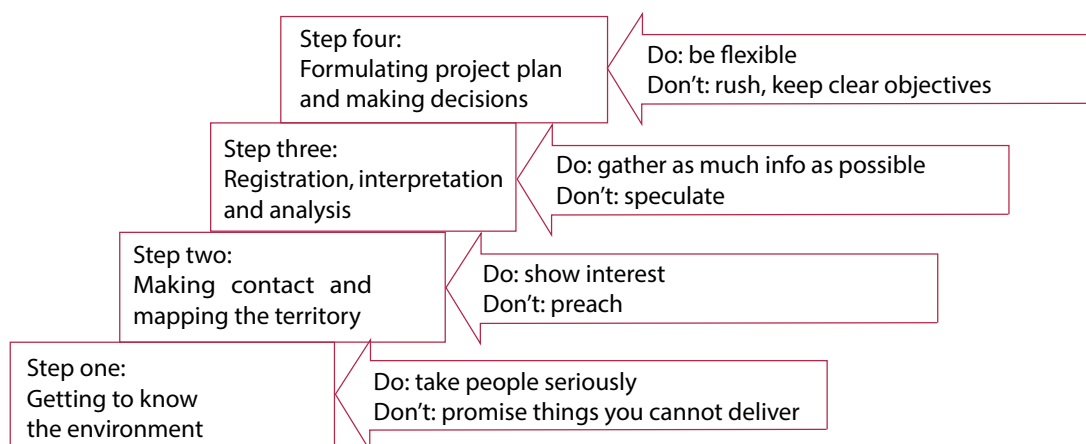 Step four:
Formulating project plan
and making decisions
Do: be flexible
Don’t: rush, keep clear objectives
Step three:
Registration, interpretation
and analysis
Do: gather as much info as possible
Don’t: speculate
Step two:
Making contact and
mapping the territory
Do: show interest
Don’t: preach
Step one:
Getting to know
the environment
Do: take people seriously
Don’t: promise things you cannot deliver